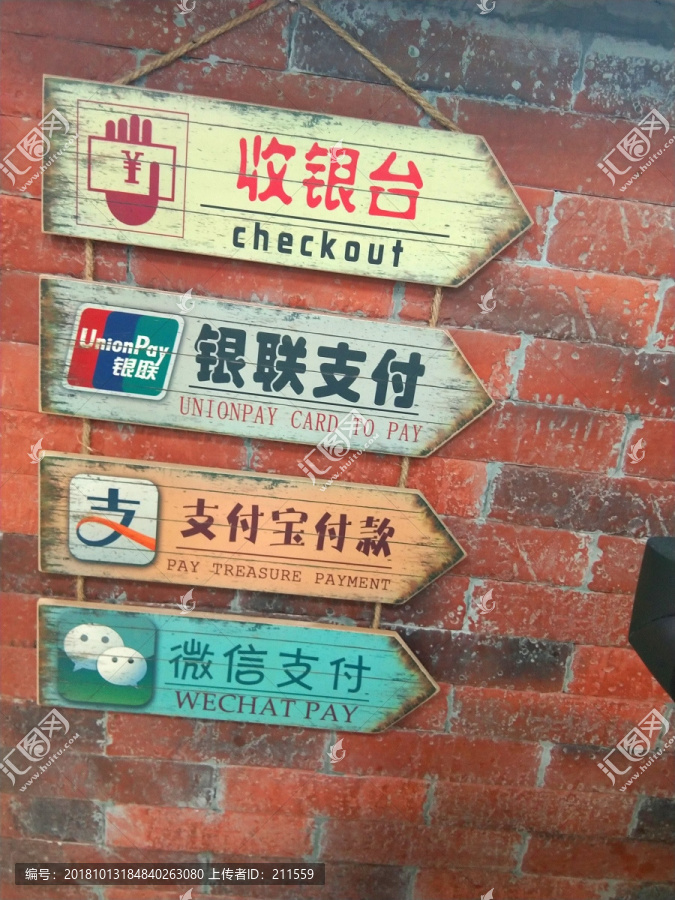 ¥
收银台
checkout
UnionPay
银联
银联支付
UNIONPAY CARD TO PAY
支
支付宝付款
PAY TREASURE PAYMENT
微信支付
WECHAT PAY
汇图网
www.huitu.com
编号：20181013184840263080 上传者ID：211559